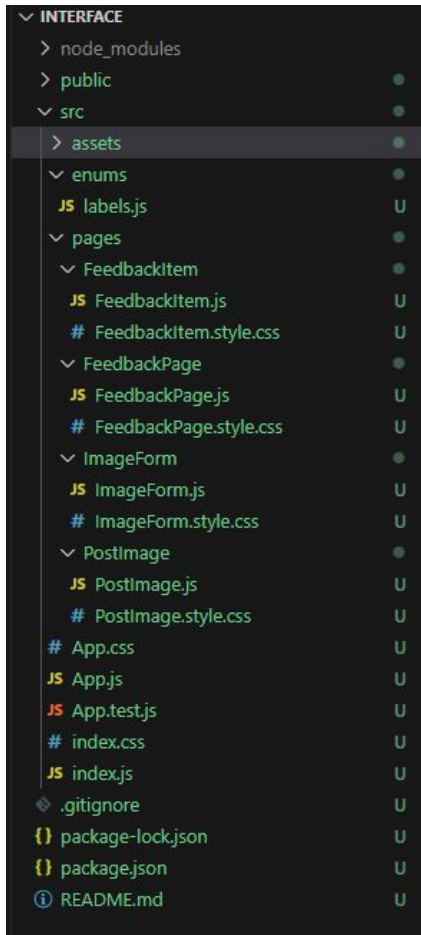 INTERFACE
node_modules
public
src
assets
enums
JS labels.js U
pages
FeedbackItem
JS FeedbackItem.js U
# FeedbackItem.style.css U
FeedbackPage
JS FeedbackPage.js U
# FeedbackPage.style.css U
ImageForm
JS ImageForm.js U
# ImageForm.style.css U
PostImage
JS PostImage.js U
# PostImage.style.css U
# App.css U
JS App.js U
JS App.test.js U
# index.css U
JS index.js U
.gitignore U
{} package-lock.json U
{} package.json U
README.md U